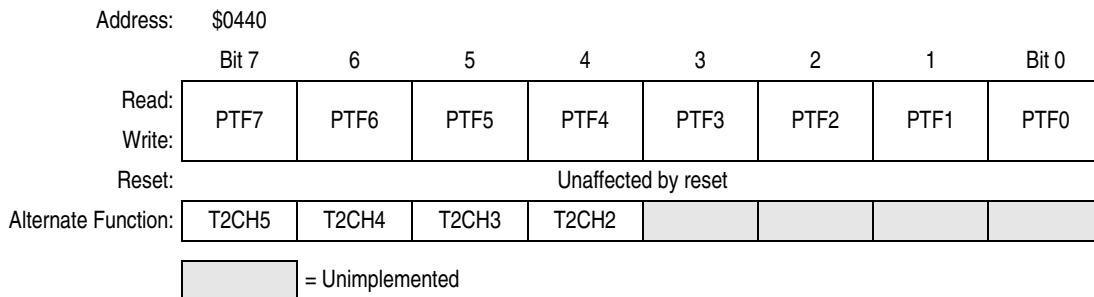 Address: $0440
Bit 7 6 5 4 3 2 1 Bit 0
Read:
PTF7 PTF6 PTF5 PTF4 PTF3 PTF2 PTF1 PTF0
Write:
Reset: Unaffected by reset
Alternate Function: T2CH5 T2CH4 T2CH3 T2CH2
= Unimplemented